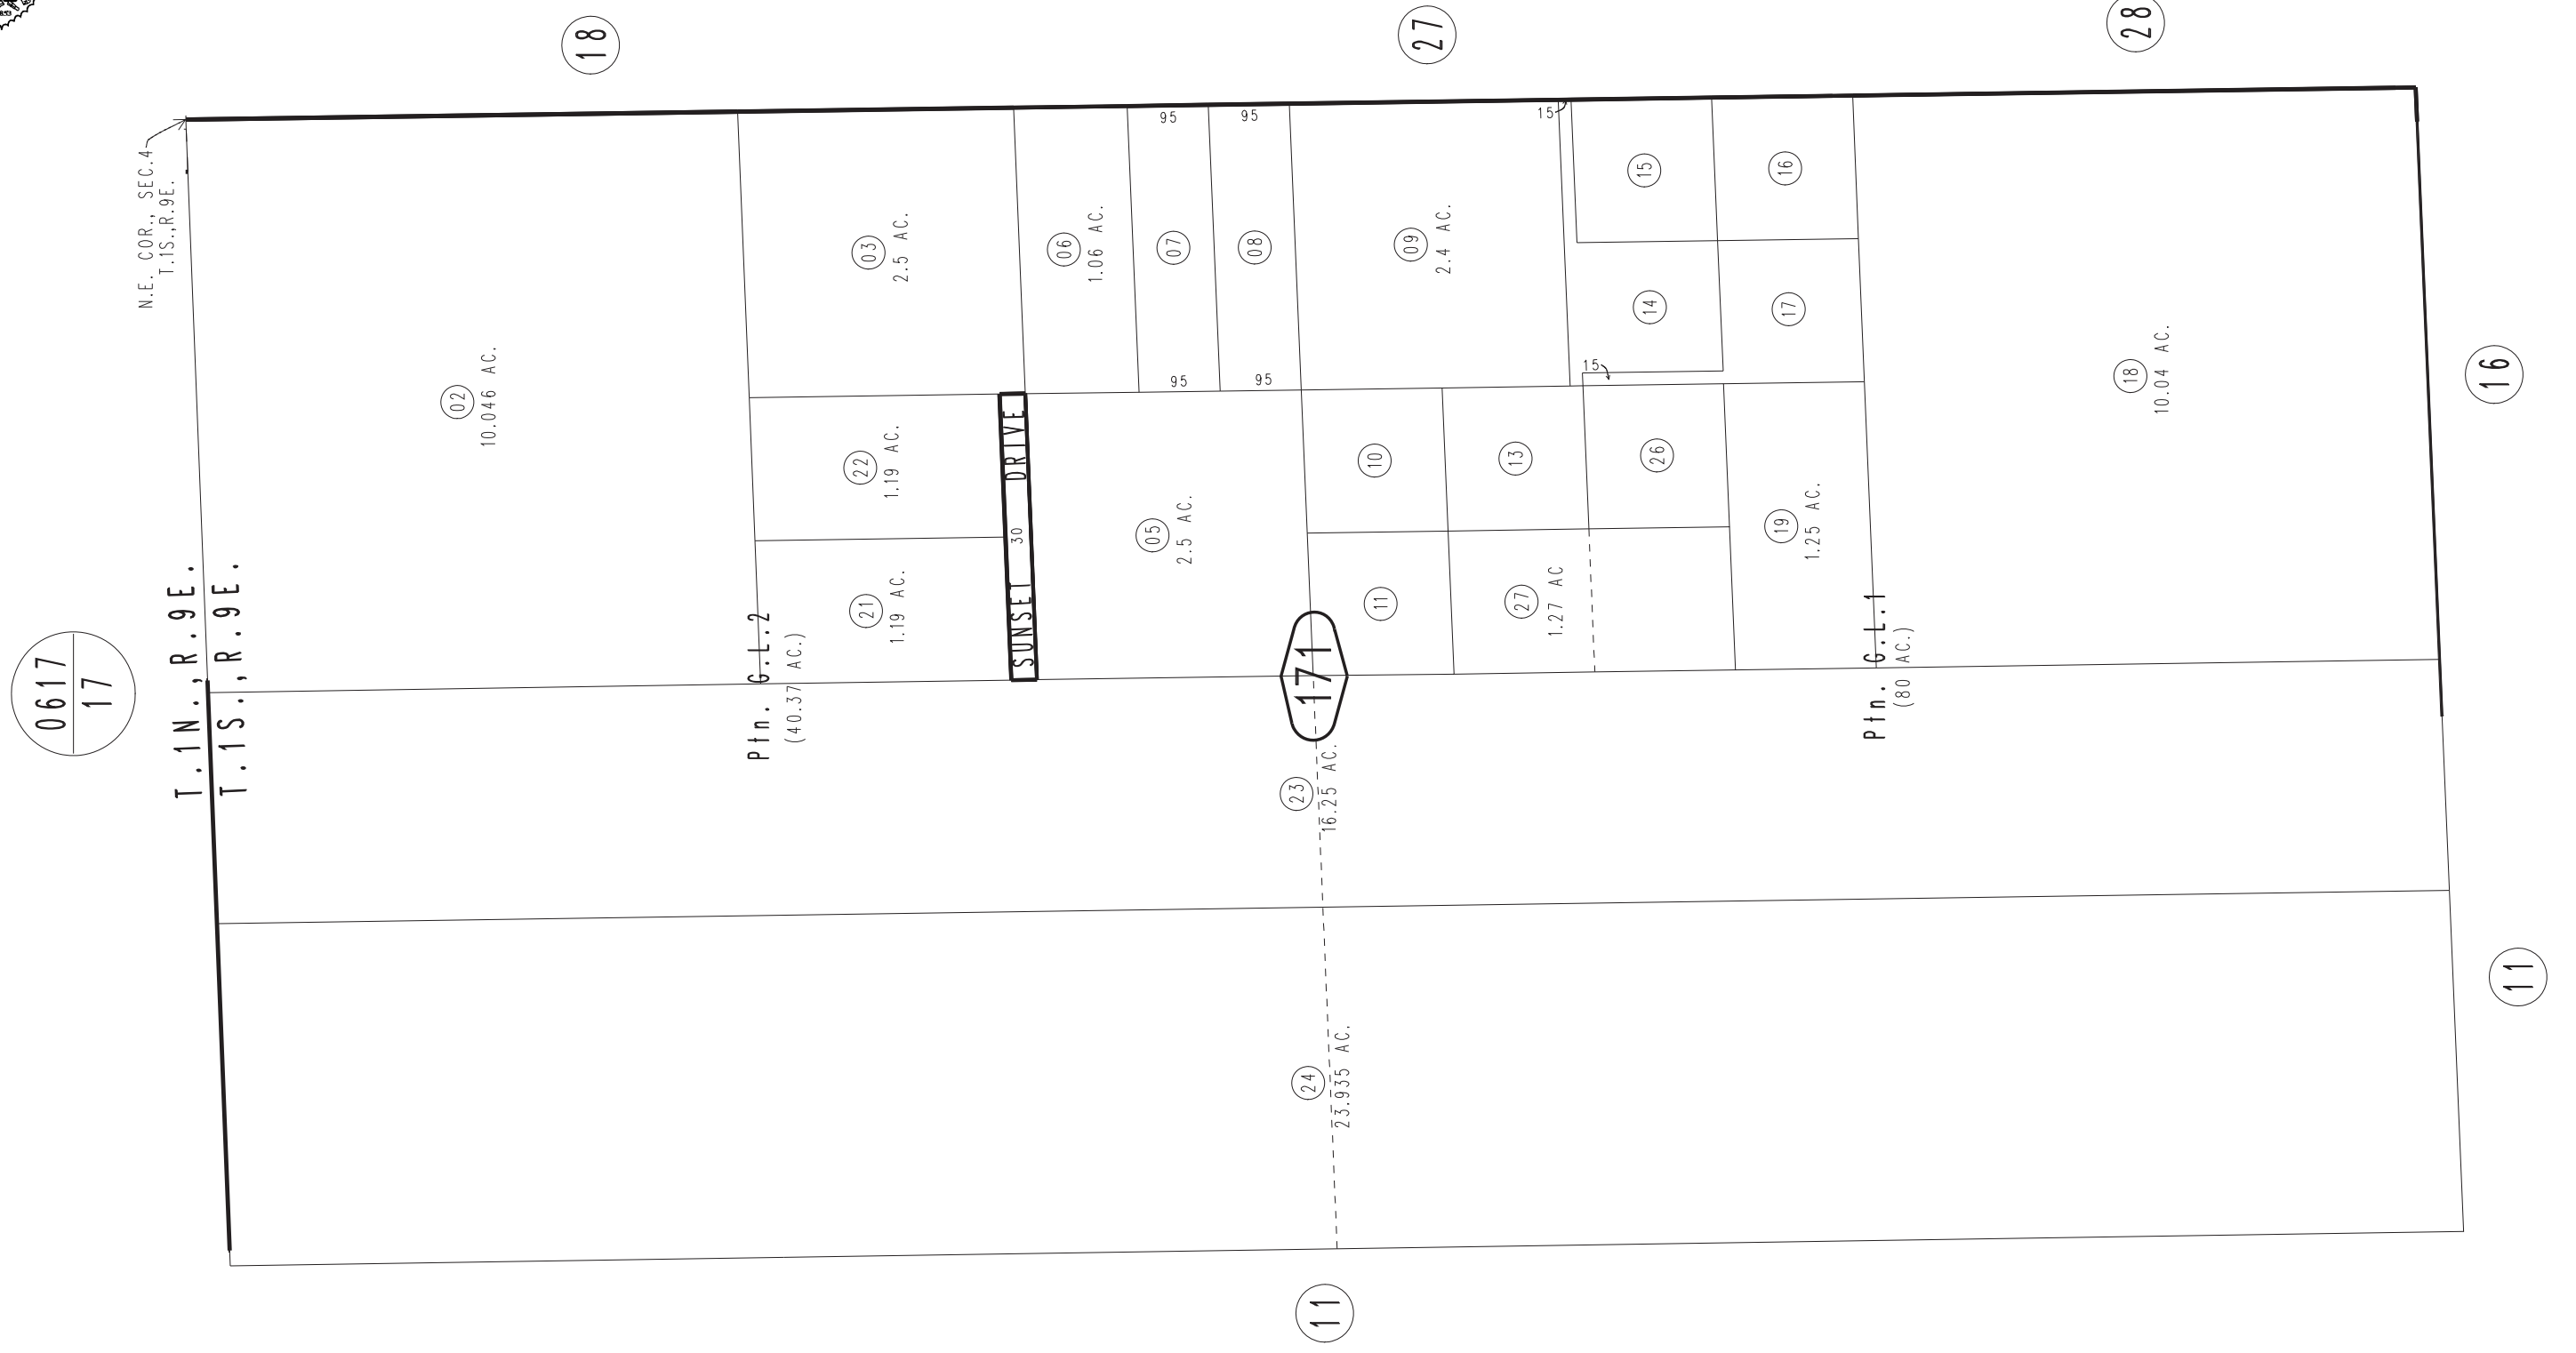 18
27
28
N.E. COR., SEC.4
T.1S.,R.9E.
0617
17
T.1N.,R.9E.
T.1S.,R.9E.
02
10.046 AC.
Ptn. G.L.2
(40.37 AC.)
03
2.5 AC.
22
1.19 AC.
21
1.19 AC.
SUNSET 30 DRIVE
06
1.06 AC.
95
07
95
95
08
95
05
2.5 AC.
09
2.4 AC.
15
15
16
14
17
15
10
13
26
11
27
1.27 AC
19
1.25 AC.
171
Ptn. G.L.1
(80 AC.)
18
10.04 AC.
16
23
16.25 AC.
24
23.935 AC.
11
11